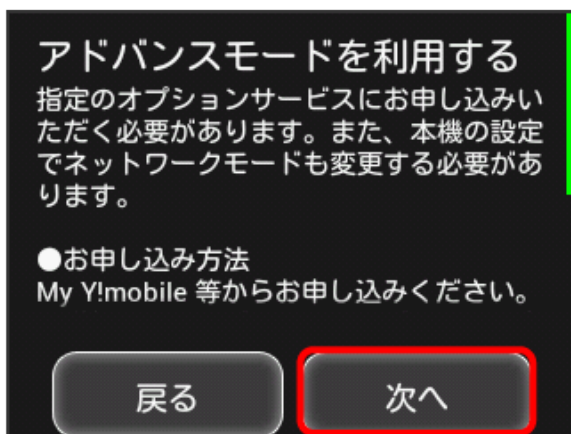 アドバンスモードを利用する
指定のオプションサービスにお申し込みい
ただく必要があります。また、本機の設定
でネットワークモードも変更する必要があ
ります。
●お申し込み方法
My Y!mobile 等からお申し込みください。
戻る
次へ